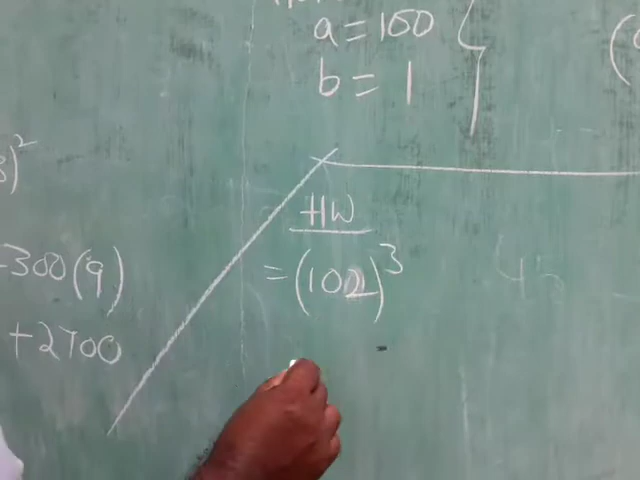 a = 100
b = 1
)²
-300(9)
+2700
HW
= (102)³